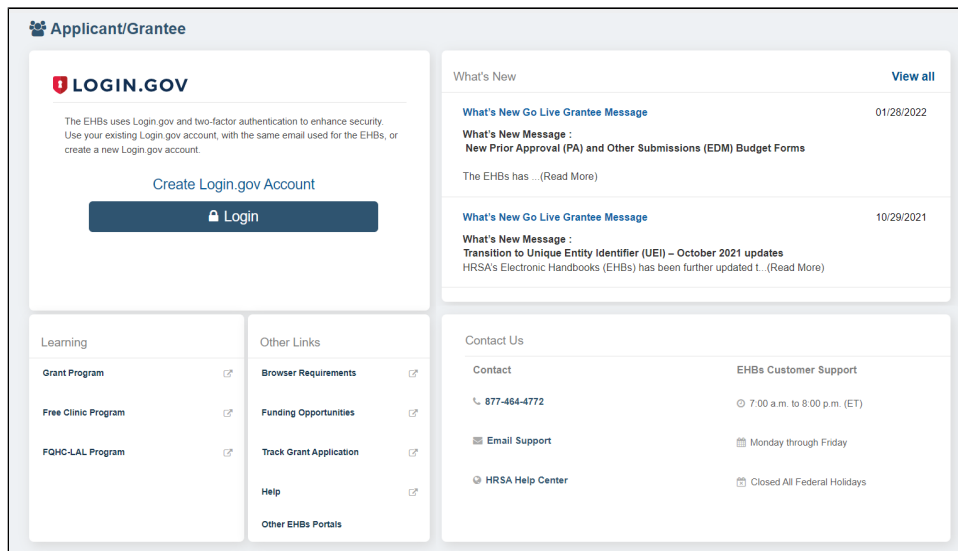 Applicant/Grantee
LOGIN.GOV
The EHBs uses Login.gov and two-factor authentication to enhance security.
Use your existing Login.gov account, with the same email used for the EHBs, or
create a new Login.gov account.
Create Login.gov Account
Login
What's New
View all
What's New Go Live Grantee Message
01/28/2022
What's New Message :
New Prior Approval (PA) and Other Submissions (EDM) Budget Forms
The EHBs has ...(Read More)
What's New Go Live Grantee Message
10/29/2021
What's New Message :
Transition to Unique Entity Identifier (UEI) – October 2021 updates
HRSA's Electronic Handbooks (EHBs) has been further updated t...(Read More)
Learning
Grant Program
Free Clinic Program
FQHC-LAL Program
Other Links
Browser Requirements
Funding Opportunities
Track Grant Application
Help
Other EHBs Portals
Contact Us
Contact
877-464-4772
Email Support
HRSA Help Center
EHBs Customer Support
7:00 a.m. to 8:00 p.m. (ET)
Monday through Friday
Closed All Federal Holidays